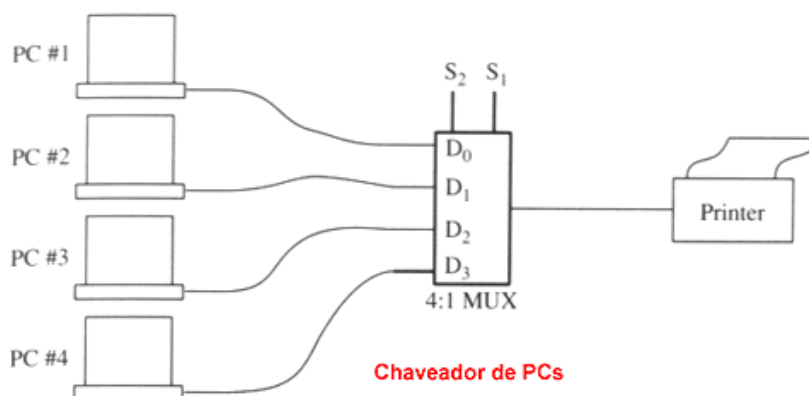 PC #1
PC #2
PC #3
PC #4
S₂ S₁
D₀
D₁
D₂
D₃
4:1 MUX
Printer
Chaveador de PCs